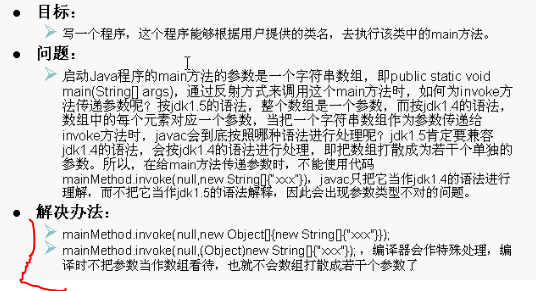 目标：
写一个程序，这个程序能够根据用户提供的类名，去执行该类中的main方法。
问题：
启动Java程序的main方法的参数是一个字符串数组，即public static void
main(String[] args)，通过反射方式来调用这个main方法时，如何为invoke方
法传递参数呢？按jdk1.5的语法，整个数组是一个参数，而按jdk1.4的语法，
数组中的每个元素对应一个参数，当把一个字符串数组作为参数传递给
invoke方法时，javac会到底按照哪种语法进行处理呢？jdk1.5肯定要兼容
jdk1.4的语法，会按jdk1.4的语法进行处理，即把数组打散成为若干个单独的
参数。所以，在给main方法传递参数时，不能使用代码
mainMethod.invoke(null,new String[]{"xxx"})，javac只把它当作jdk1.4的语法进行
理解，而不把它当作jdk1.5的语法解释，因此会出现参数类型不对的问题。
解决办法：
mainMethod.invoke(null,new Object[]{new String[]{"xxx"}});
mainMethod.invoke(null,(Object)new String[]{"xxx"}); ，编译器会作特殊处理，编
译时不把参数当作数组看待，也就不会数组打散成若干个参数了